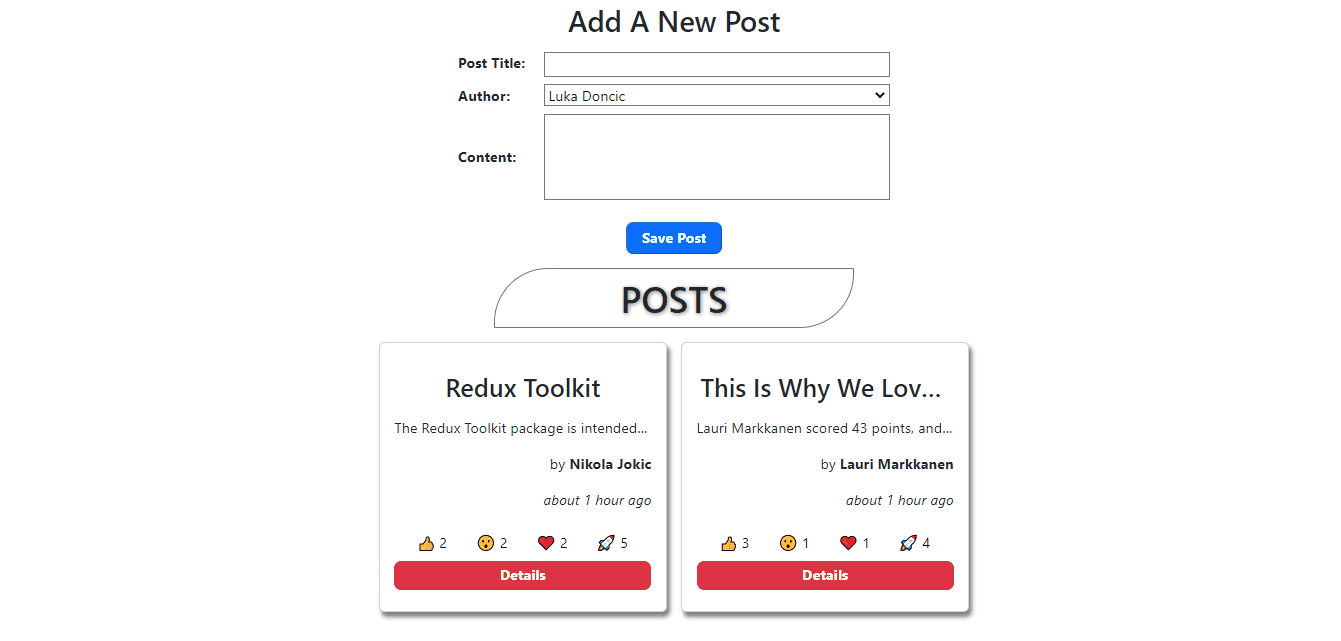 Add A New Post
Post Title:
Author: Luka Doncic
Content:
Save Post
POSTS
Redux Toolkit
The Redux Toolkit package is intended...
by Nikola Jokic
about 1 hour ago
👍 2 😮 2 ❤️ 2 🚀 5
Details
This Is Why We Lov...
Lauri Markkanen scored 43 points, and...
by Lauri Markkanen
about 1 hour ago
👍 3 😮 1 ❤️ 1 🚀 4
Details